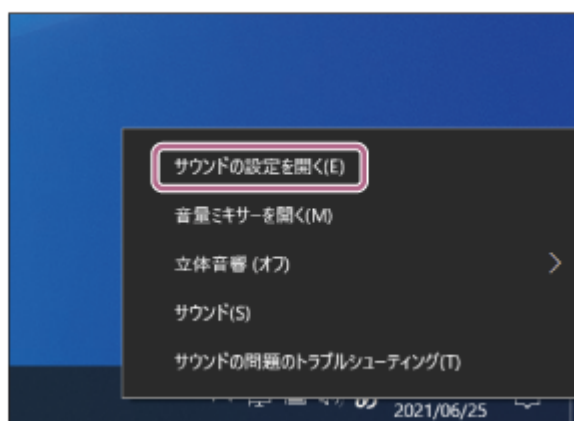 サウンドの設定を開く(E)
音量ミキサーを開く(M)
立体音響 (オフ)
サウンド(S)
サウンドの問題のトラブルシューティング(T)
あ
2021/06/25